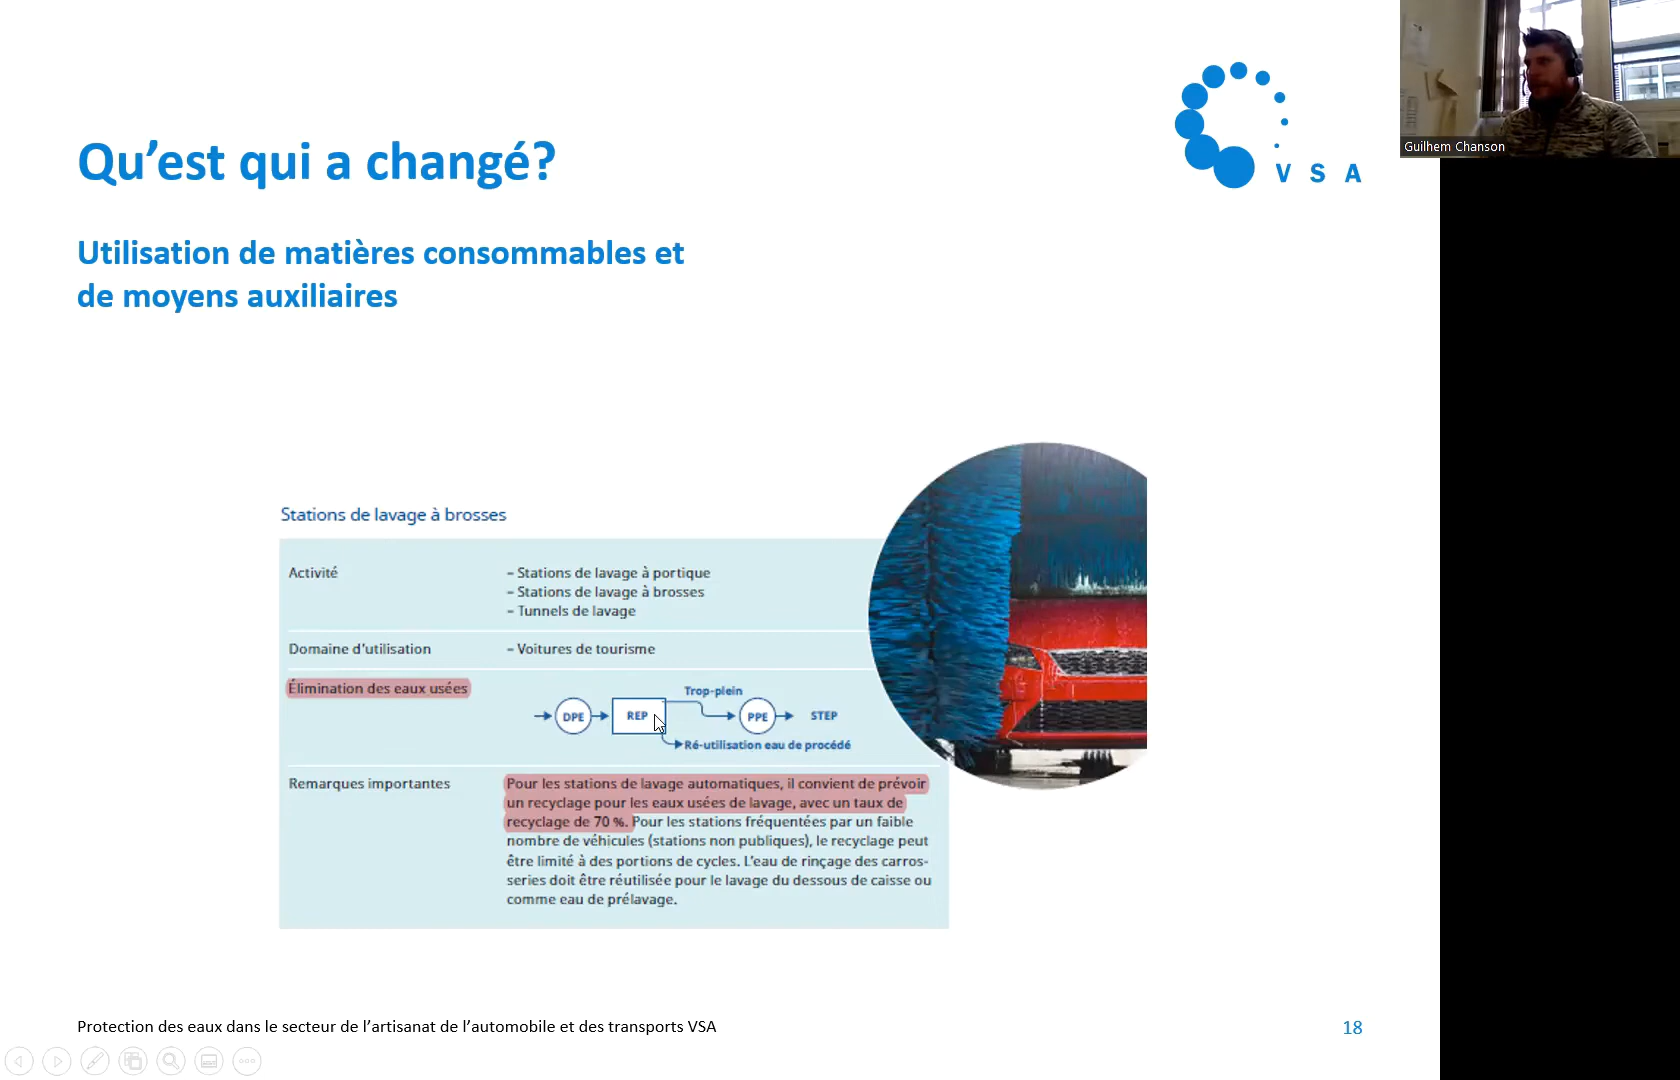 Qu’est qui a changé?
VSA
Guilhem Chanson
Utilisation de matières consommables et
de moyens auxiliaires
Stations de lavage à brosses
Activité
– Stations de lavage à portique
– Stations de lavage à brosses
– Tunnels de lavage
Domaine d'utilisation
– Voitures de tourisme
Élimination des eaux usées
Trop-plein
DPE
REP
PPE
STEP
Ré-utilisation eau de procédé
Remarques importantes
Pour les stations de lavage automatiques, il convient de prévoir
un recyclage pour les eaux usées de lavage, avec un taux de
recyclage de 70 %. Pour les stations fréquentées par un faible
nombre de véhicules (stations non publiques), le recyclage peut
être limité à des portions de cycles. L'eau de rinçage des carros-
series doit être réutilisée pour le lavage du dessous de caisse ou
comme eau de prélavage.
Protection des eaux dans le secteur de l’artisanat de l’automobile et des transports VSA
18